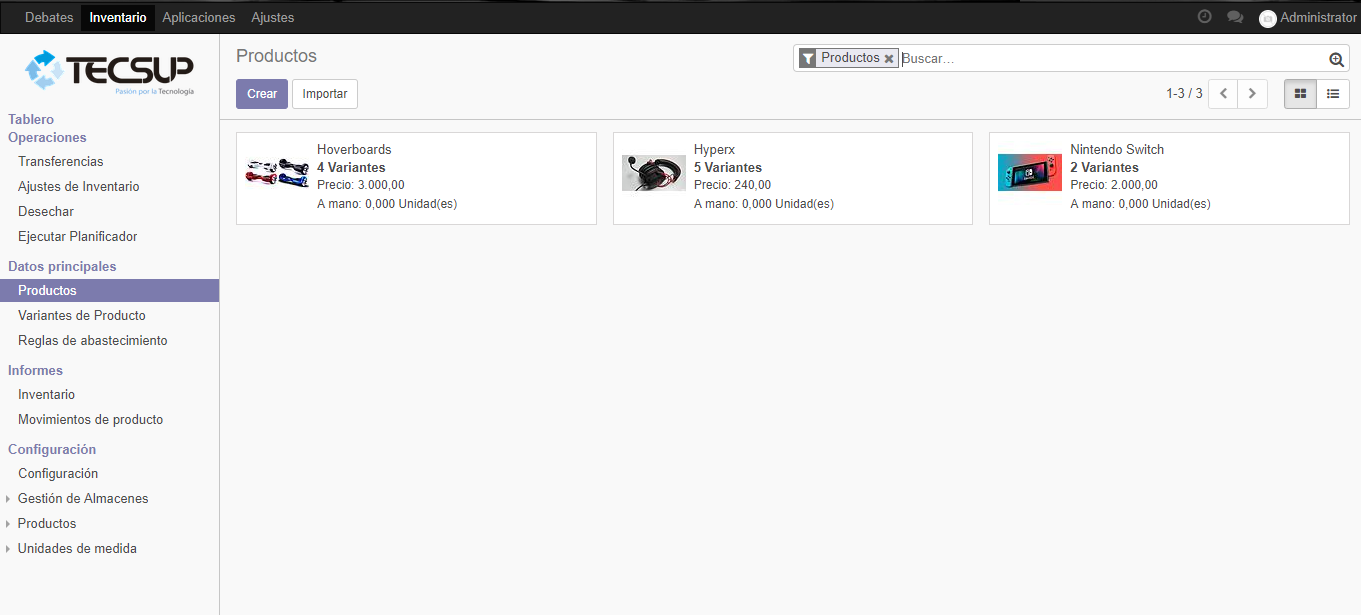 Debates Inventario Aplicaciones Ajustes Administrator
TECSUP
Pasión por la Tecnología
Tablero
Operaciones
Transferencias
Ajustes de Inventario
Desechar
Ejecutar Planificador
Datos principales
Productos
Variantes de Producto
Reglas de abastecimiento
Informes
Inventario
Movimientos de producto
Configuración
Configuración
Gestión de Almacenes
Productos
Unidades de medida
Productos
Productos Buscar...
Crear Importar
1-3 / 3
Hoverboards
4 Variantes
Precio: 3.000,00
A mano: 0,000 Unidad(es)
Hyperx
5 Variantes
Precio: 240,00
A mano: 0,000 Unidad(es)
Nintendo Switch
2 Variantes
Precio: 2.000,00
A mano: 0,000 Unidad(es)